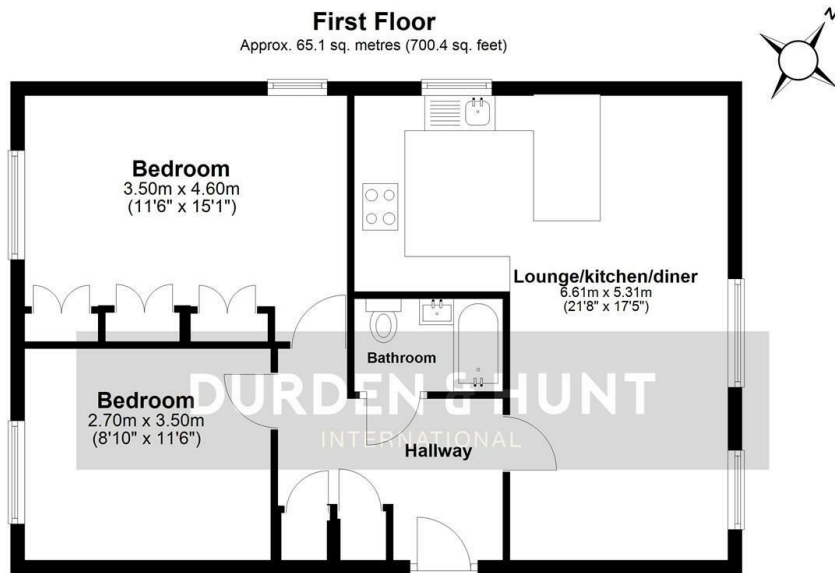 First Floor
Approx. 65.1 sq. metres (700.4 sq. feet)
N
Bedroom
3.50m x 4.60m
(11'6" x 15'1")
Lounge/kitchen/diner
6.61m x 5.31m
(21'8" x 17'5")
Bathroom
Bedroom
2.70m x 3.50m
(8'10" x 11'6")
DURDEN & HUNT
INTERNATIONAL
Hallway